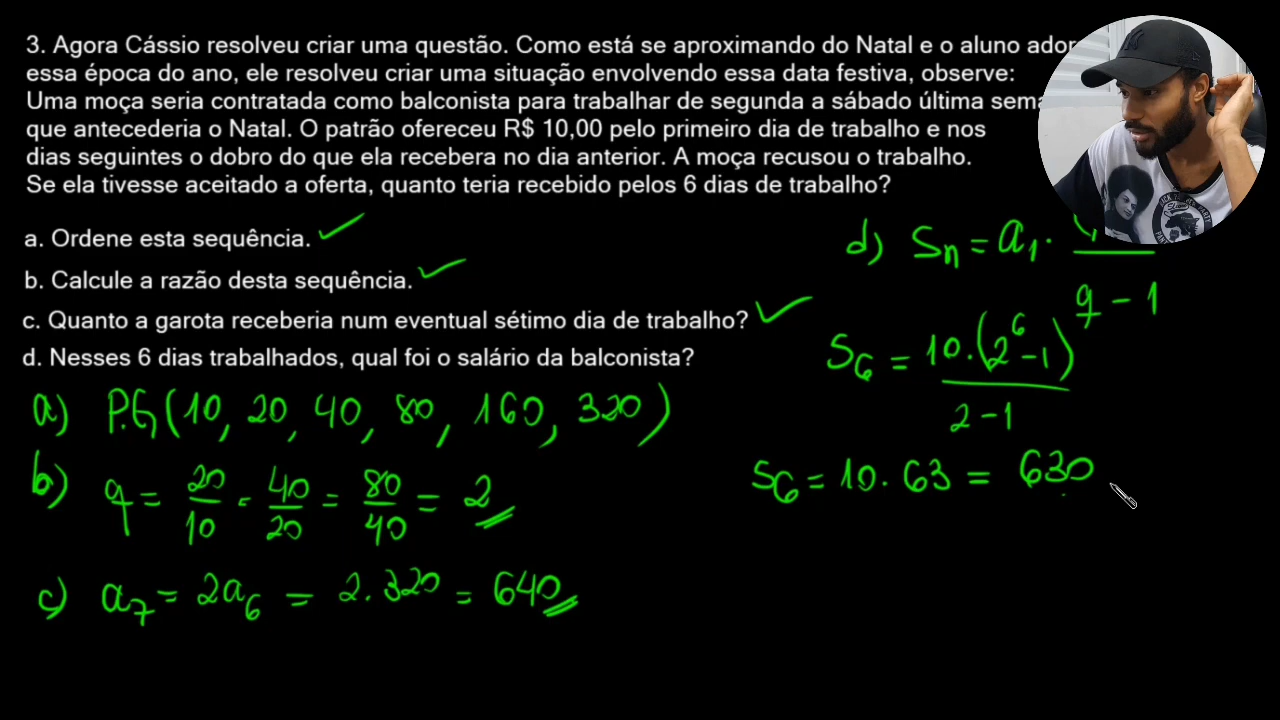 3. Agora Cássio resolveu criar uma questão. Como está se aproximando do Natal e o aluno
essa época do ano, ele resolveu criar uma situação envolvendo essa data festiva, observe:
Uma moça seria contratada como balconista para trabalhar de segunda a sábado última
que antecederia o Natal. O patrão ofereceu R$ 10,00 pelo primeiro dia de trabalho e nos
dias seguintes o dobro do que ela recebera no dia anterior. A moça recusou o trabalho.
Se ela tivesse aceitado a oferta, quanto teria recebido pelos 6 dias de trabalho?
a. Ordene esta sequência. ✓
b. Calcule a razão desta sequência. ✓
c. Quanto a garota receberia num eventual sétimo dia de trabalho? ✓
d. Nesses 6 dias trabalhados, qual foi o salário da balconista?
a) P.G (10, 20, 40, 80, 160, 320)
b) q = 20/10 = 40/20 = 80/40 = 2
c) a₇ = 2a₆ = 2.320 = 640
d) Sₙ = a₁ .
q - 1
S₆ = 10.(2⁶-1)
2-1
S₆ = 10. 63 = 630